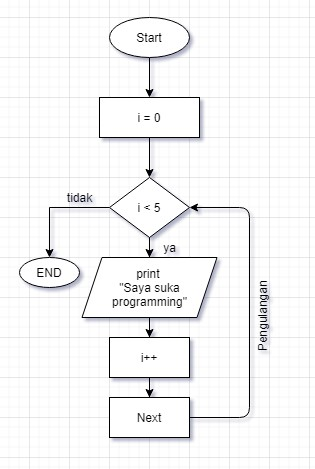 Start
i = 0
i < 5
tidak
ya
END
print
"Saya suka
programming"
i++
Next
Pengulangan